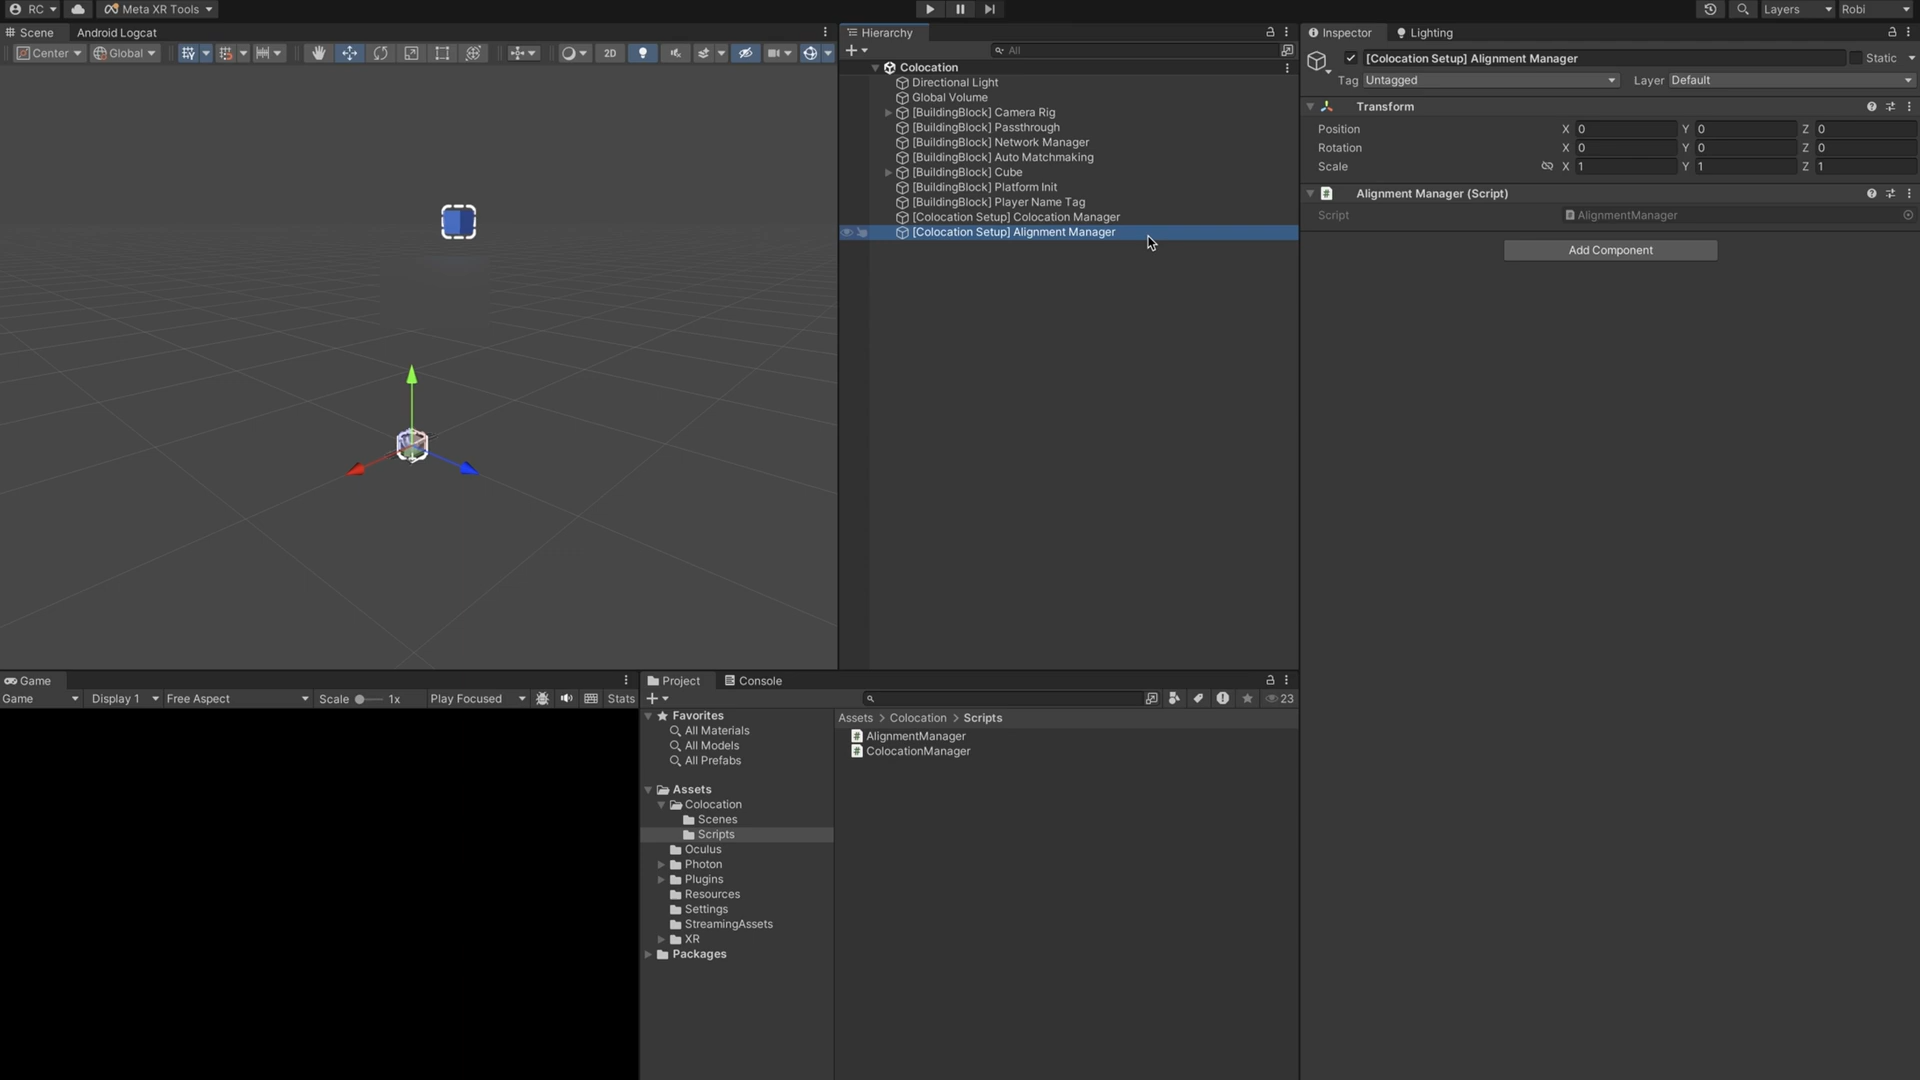 RC Meta XR Tools Layers Robi
Scene Android Logcat
Center Global 2D
Hierarchy
All
Colocation
Directional Light
Global Volume
[BuildingBlock] Camera Rig
[BuildingBlock] Passthrough
[BuildingBlock] Network Manager
[BuildingBlock] Auto Matchmaking
[BuildingBlock] Cube
[BuildingBlock] Platform Init
[BuildingBlock] Player Name Tag
[Colocation Setup] Colocation Manager
[Colocation Setup] Alignment Manager
Inspector Lighting
[Colocation Setup] Alignment Manager Static
Tag Untagged Layer Default
Transform
Position X 0 Y 0 Z 0
Rotation X 0 Y 0 Z 0
Scale X 1 Y 1 Z 1
# Alignment Manager (Script)
Script AlignmentManager
Add Component
Game
Game Display 1 Free Aspect Scale 1x Play Focused Stats
Project Console
23
Favorites
All Materials
All Models
All Prefabs
Assets
Colocation
Scenes
Scripts
Oculus
Photon
Plugins
Resources
Settings
StreamingAssets
XR
Packages
Assets > Colocation > Scripts
# AlignmentManager
# ColocationManager